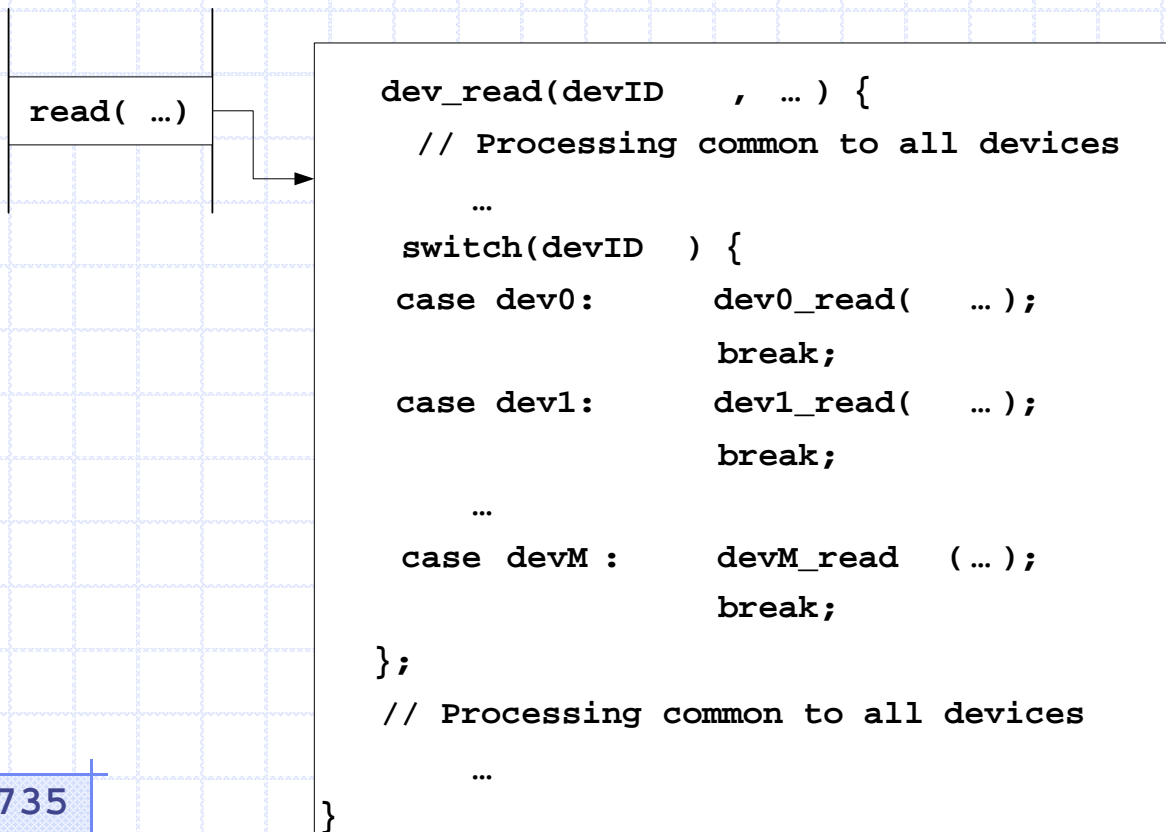 read( …)
dev_read(devID , … ) {
// Processing common to all devices
…
switch(devID ) {
case dev0: dev0_read( … );
break;
case dev1: dev1_read( … );
break;
…
case devM : devM_read (… );
break;
};
// Processing common to all devices
…
}
735